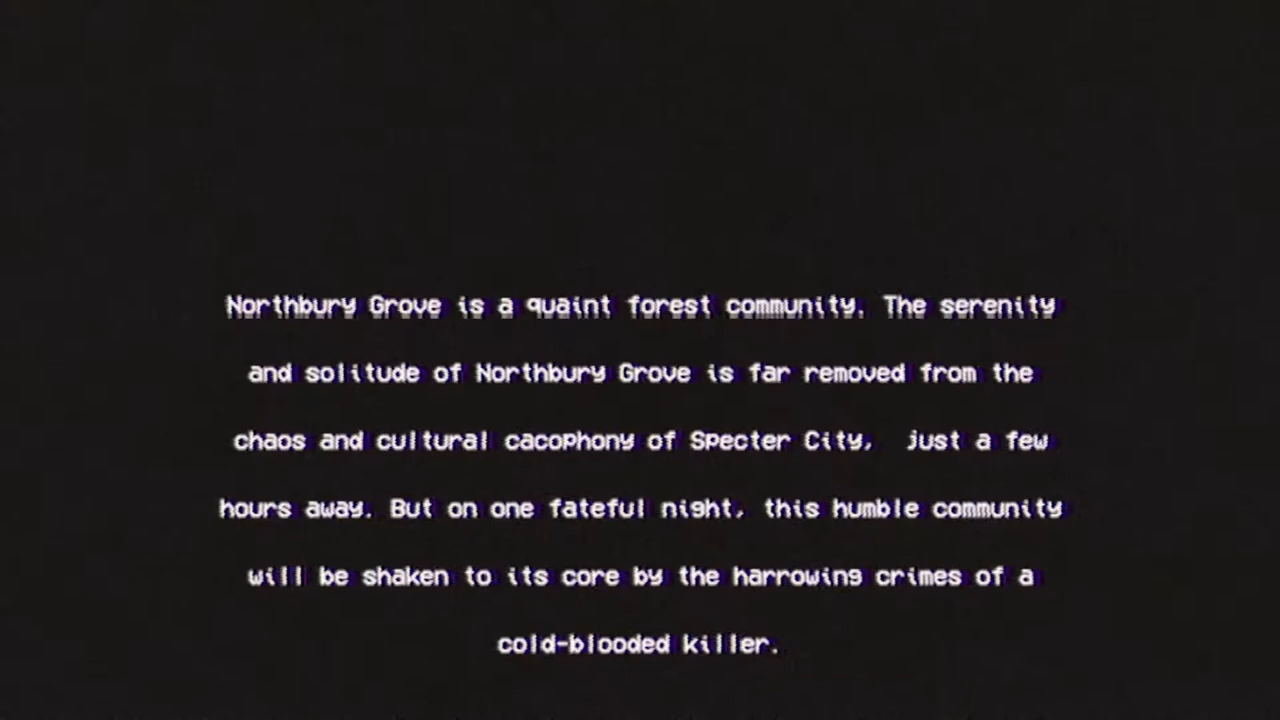 Northbury Grove is a quaint forest community. The serenity
and solitude of Northbury Grove is far removed from the
chaos and cultural cacophony of Specter City,  just a few
hours away. But on one fateful night, this humble community
will be shaken to its core by the harrowing crimes of a
cold-blooded killer.